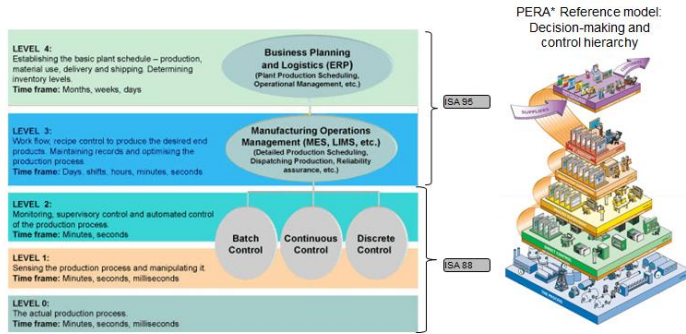 PERA* Reference model:
Decision-making and
control hierarchy
LEVEL 4:
Establishing the basic plant schedule – production,
material use, delivery and shipping. Determining
inventory levels.
Time frame: Months, weeks, days
Business Planning
and Logistics (ERP)
(Plant Production Scheduling,
Operational Management, etc.)
ISA 95
LEVEL 3:
Work flow, recipe control to produce the desired end
products. Maintaining records and optimising the
production process
Time frame: Days, shifts, hours, minutes, seconds
Manufacturing Operations
Management (MES, LIMS, etc.)
(Detailed Production Scheduling,
Dispatching Production, Reliability
assurance, etc.)
LEVEL 2:
Monitoring, supervisory control and automated control
of the production process.
Time frame: Minutes, seconds
Batch
Control
Continuous
Control
Discrete
Control
LEVEL 1:
Sensing the production process and manipulating it.
Time frame: Minutes, seconds, milliseconds
ISA 88
LEVEL 0:
The actual production process.
Time frame: Minutes, seconds, milliseconds
SUPPLIERS
THE PROCESS